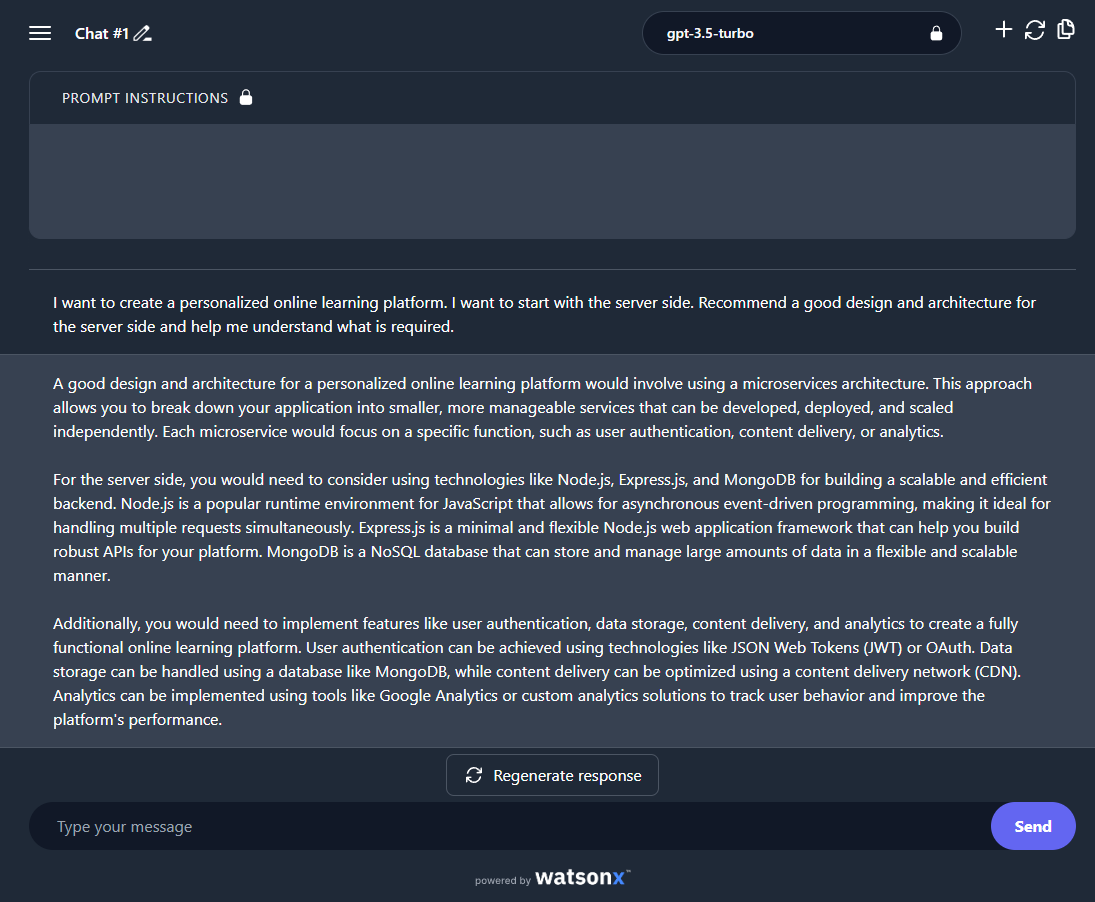 Chat #1
gpt-3.5-turbo
PROMPT INSTRUCTIONS
I want to create a personalized online learning platform. I want to start with the server side. Recommend a good design and architecture for
the server side and help me understand what is required.
A good design and architecture for a personalized online learning platform would involve using a microservices architecture. This approach
allows you to break down your application into smaller, more manageable services that can be developed, deployed, and scaled
independently. Each microservice would focus on a specific function, such as user authentication, content delivery, or analytics.
For the server side, you would need to consider using technologies like Node.js, Express.js, and MongoDB for building a scalable and efficient
backend. Node.js is a popular runtime environment for JavaScript that allows for asynchronous event-driven programming, making it ideal for
handling multiple requests simultaneously. Express.js is a minimal and flexible Node.js web application framework that can help you build
robust APIs for your platform. MongoDB is a NoSQL database that can store and manage large amounts of data in a flexible and scalable
manner.
Additionally, you would need to implement features like user authentication, data storage, content delivery, and analytics to create a fully
functional online learning platform. User authentication can be achieved using technologies like JSON Web Tokens (JWT) or OAuth. Data
storage can be handled using a database like MongoDB, while content delivery can be optimized using a content delivery network (CDN).
Analytics can be implemented using tools like Google Analytics or custom analytics solutions to track user behavior and improve the
platform's performance.
Regenerate response
Type your message
Send
powered by watsonx™